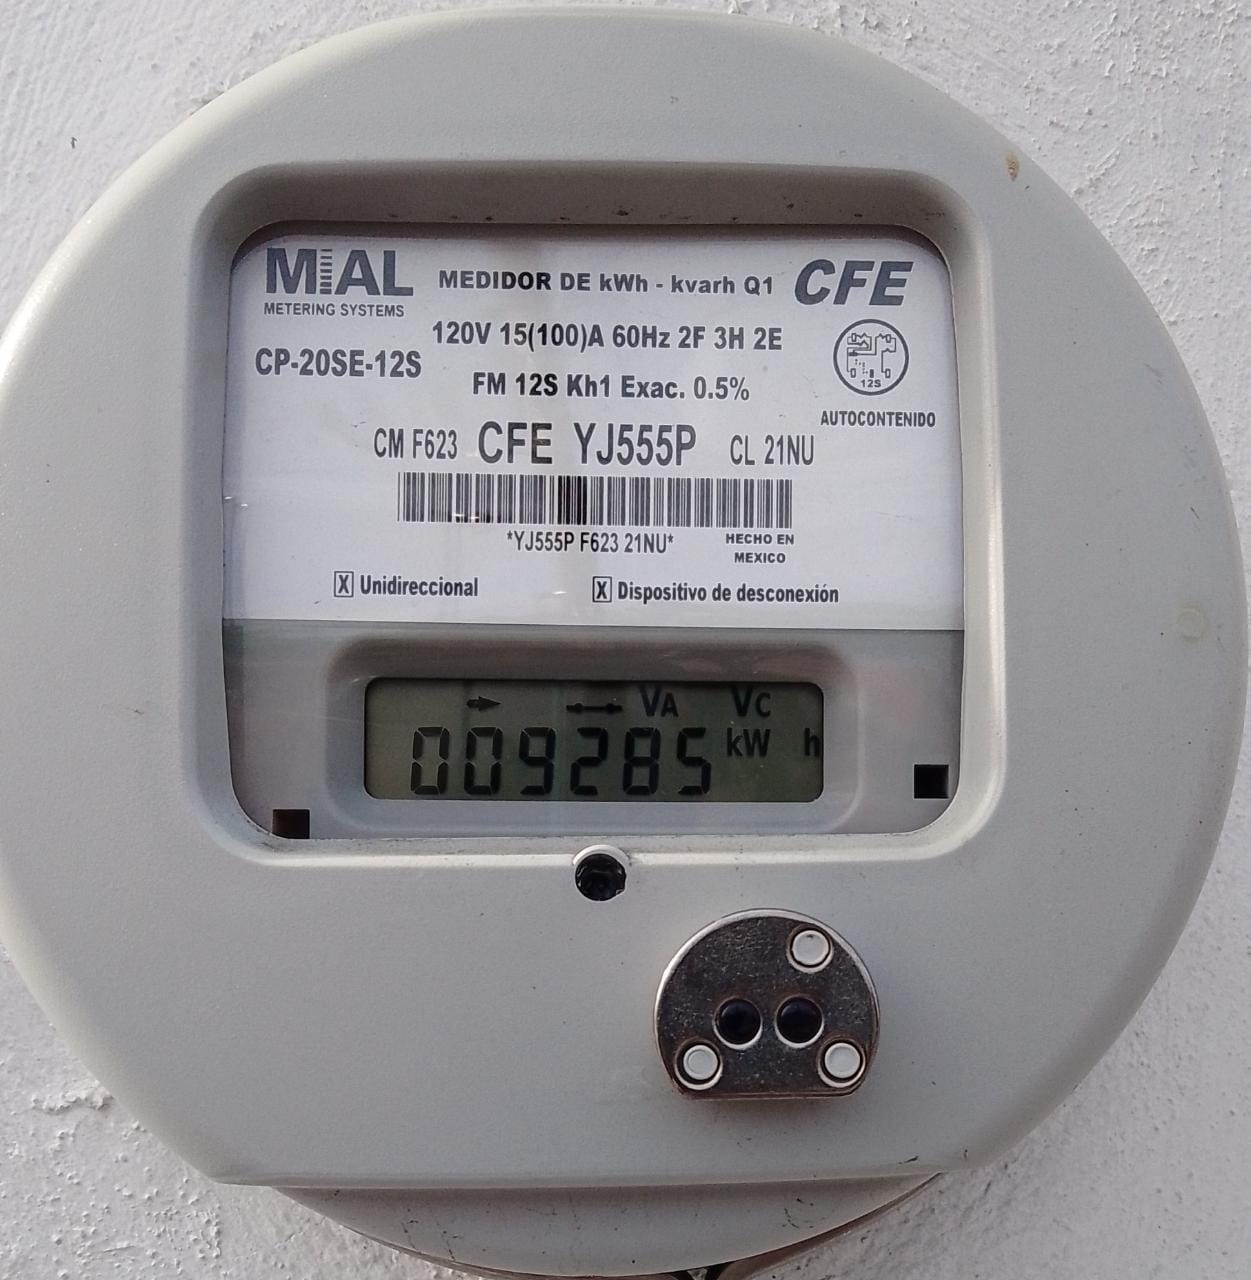 MIAL
METERING SYSTEMS
MEDIDOR DE kWh - kvarh Q1
CFE
120V 15(100)A 60Hz 2F 3H 2E
CP-20SE-12S
FM 12S Kh1 Exac. 0.5%
12S
AUTOCONTENIDO
CM F623 CFE YJ555P CL 21NU
*YJ555P F623 21NU*
HECHO EN
MEXICO
X Unidireccional
X Dispositivo de desconexión
VA VC
009285 kW h